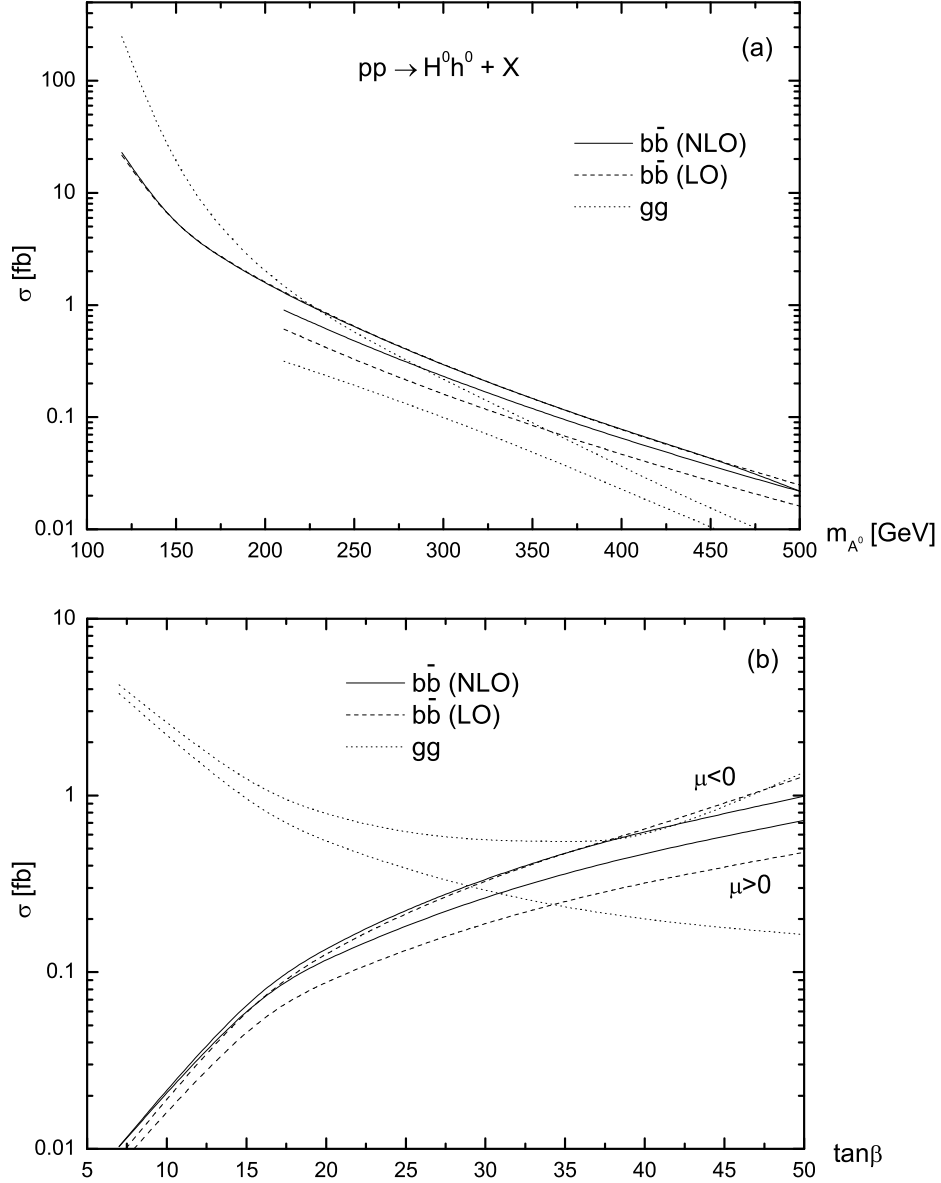 (a)
pp → H⁰h⁰ + X
bb̄ (NLO)
bb̄ (LO)
gg
σ [fb]
100
10
1
0.1
0.01
100 150 200 250 300 350 400 450 500
m_A⁰ [GeV]
(b)
bb̄ (NLO)
bb̄ (LO)
gg
μ<0
μ>0
σ [fb]
10
1
0.1
0.01
5 10 15 20 25 30 35 40 45 50
tanβ